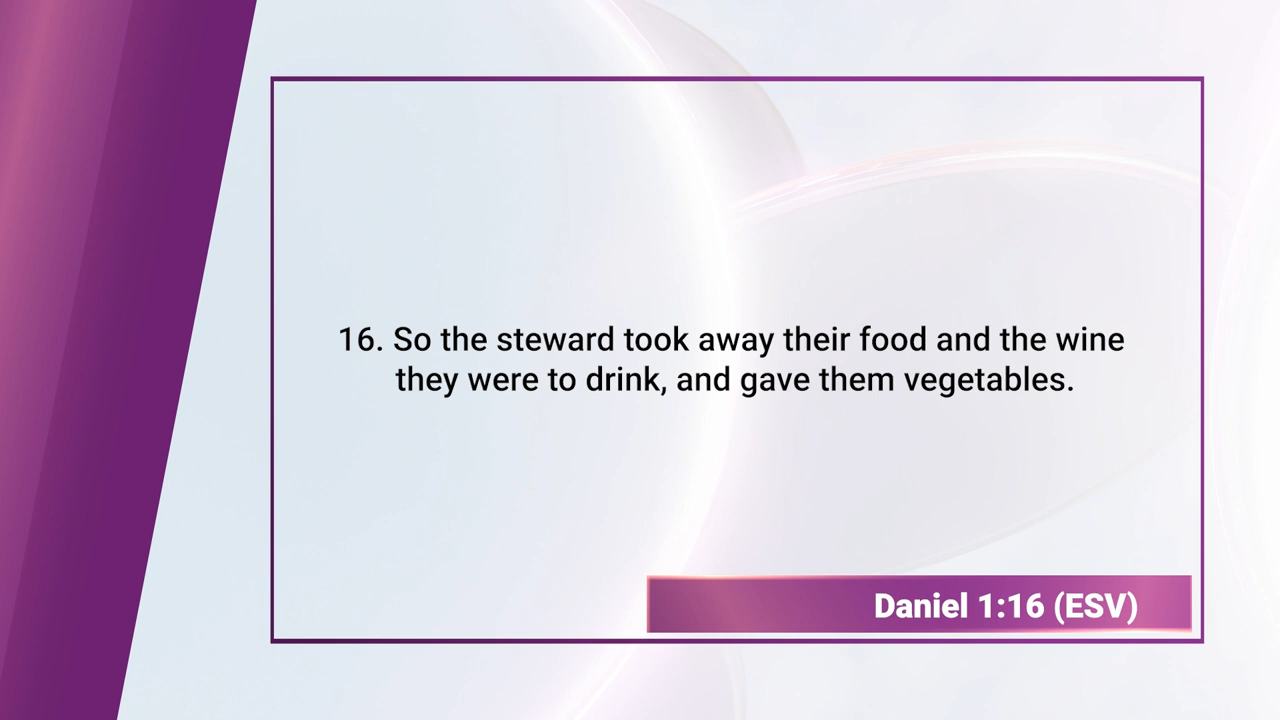 16. So the steward took away their food and the wine
they were to drink, and gave them vegetables.
Daniel 1:16 (ESV)